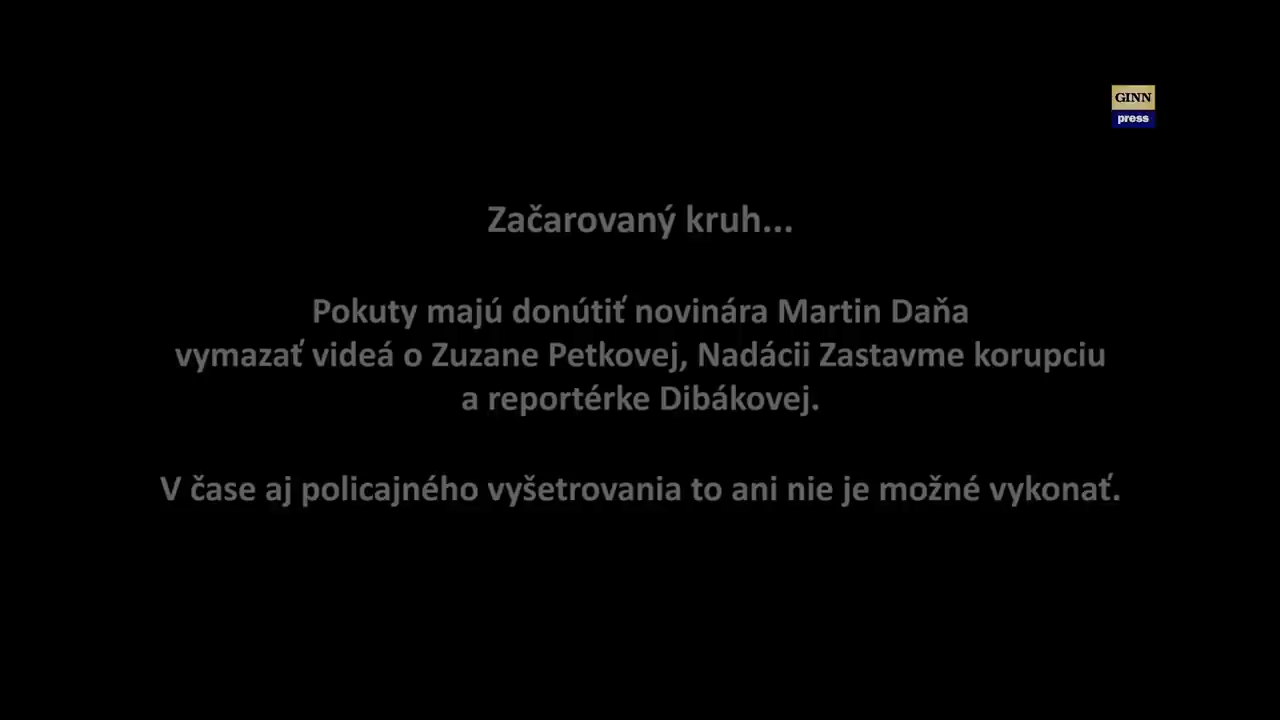 GINN
press
Začarovaný kruh...
Pokuty majú donútiť novinára Martin Daňa
vymazať videá o Zuzane Petkovej, Nadácii Zastavme korupciu
a reportérke Dibákovej.
V čase aj policajného vyšetrovania to ani nie je možné vykonať.